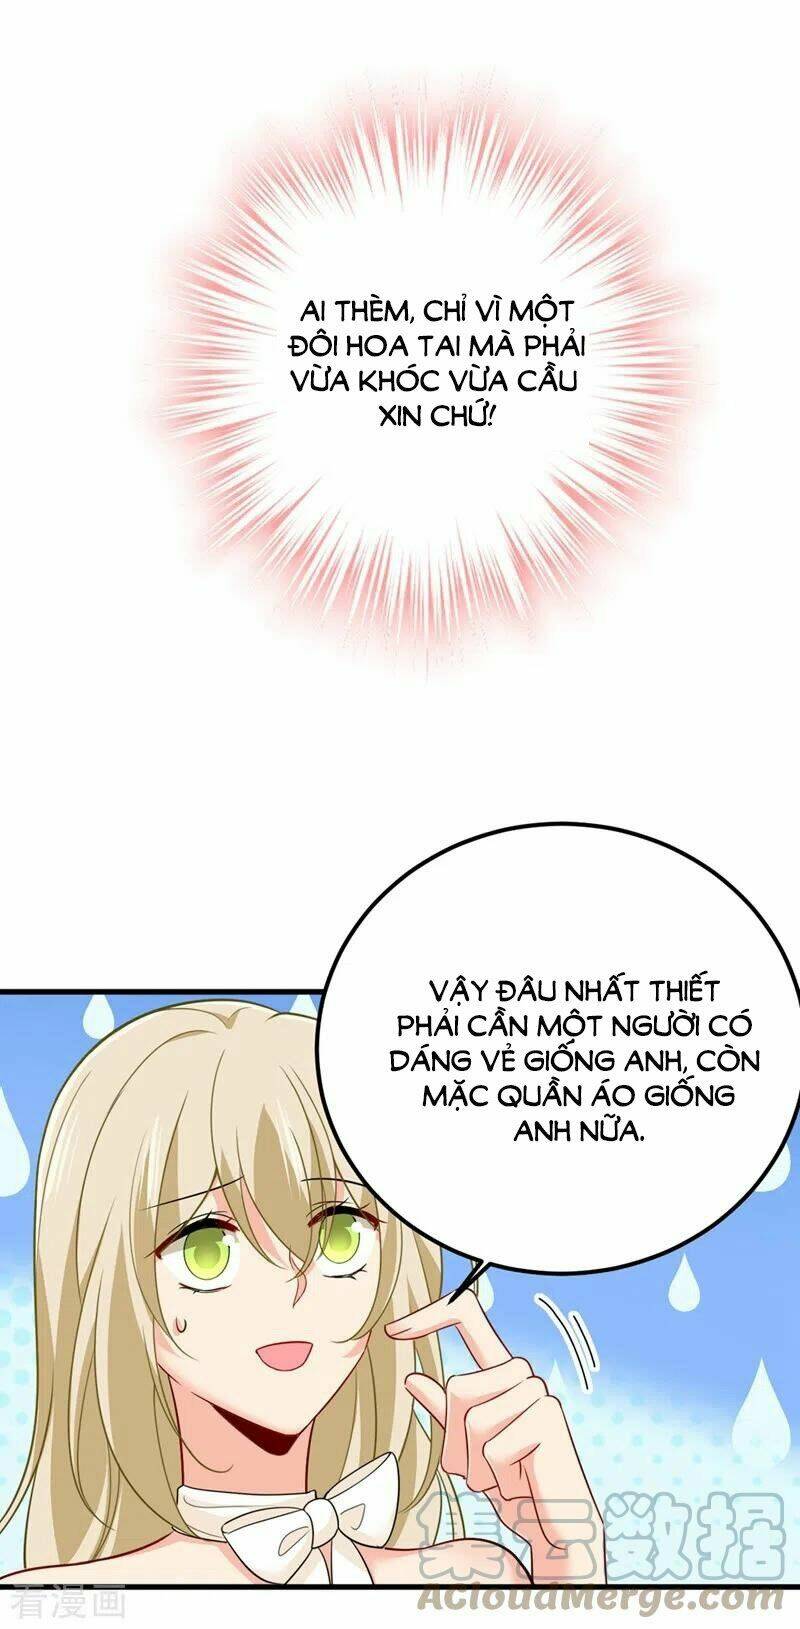 AI THÈM, CHỈ VÌ MỘT
ĐÔI HOA TAI MÀ PHẢI
VỪA KHÓC VỪA CẦU
XIN CHỨ!
VẬY ĐÂU NHẤT THIẾT
PHẢI CẦN MỘT NGƯỜI CÓ
DÁNG VẺ GIỐNG ANH, CÒN
MẶC QUẦN ÁO GIỐNG
ANH NỮA.
集云数据
看漫画
AcloudMerge.com